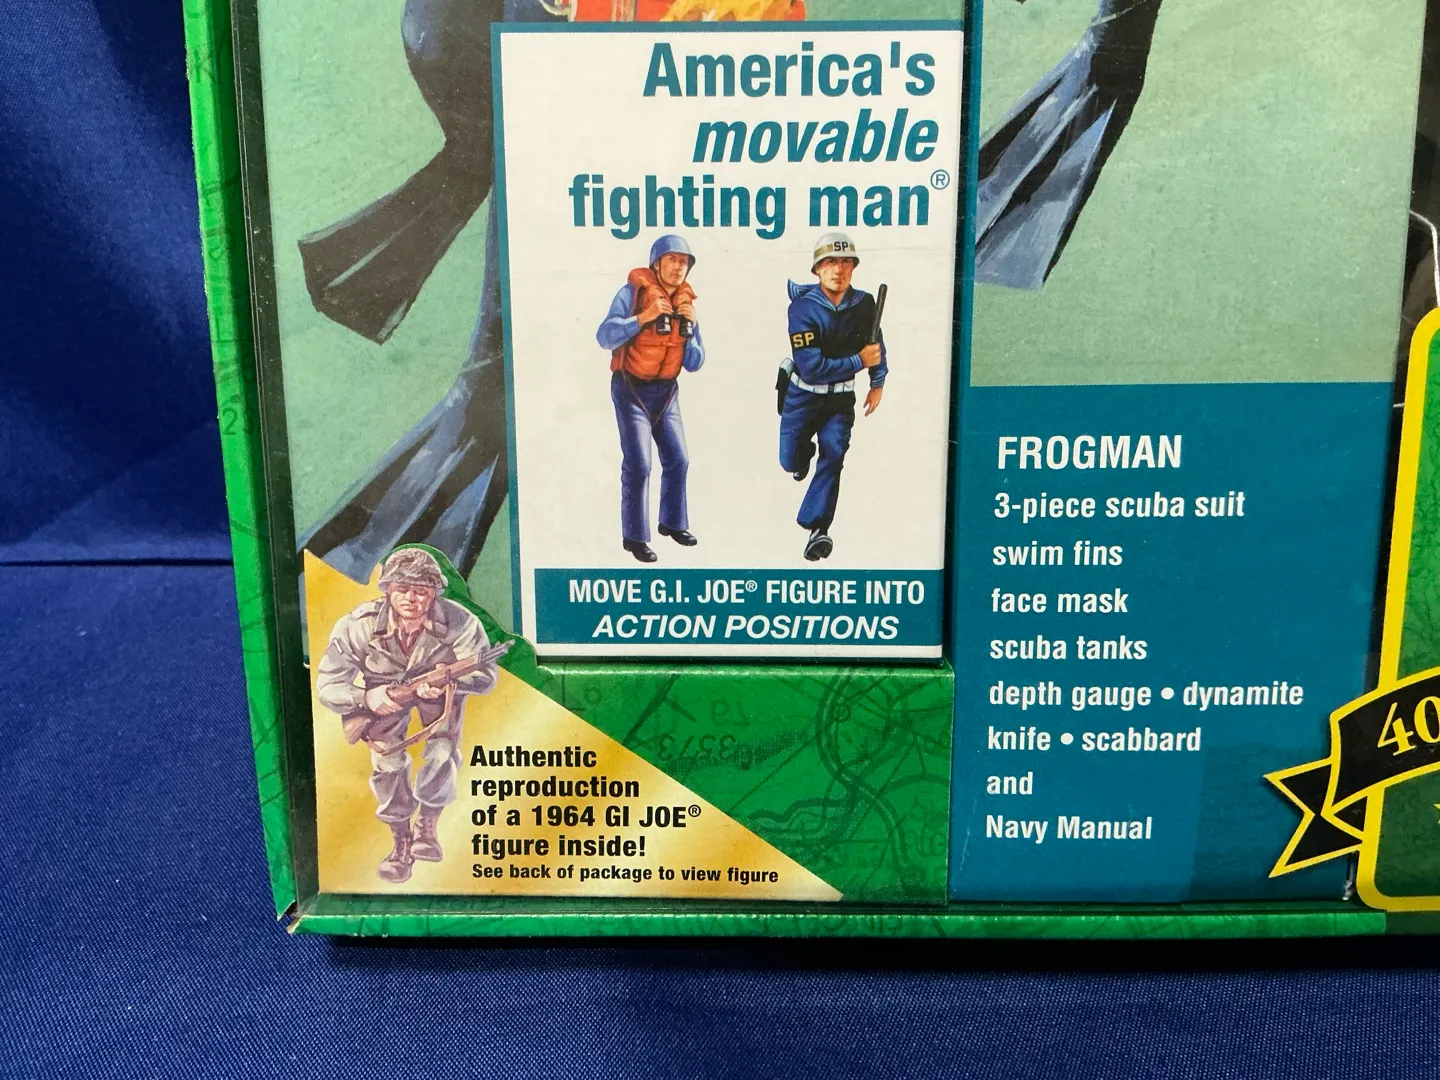 America's
movable
fighting man®
SP
SP
MOVE G.I. JOE® FIGURE INTO
ACTION POSITIONS
FROGMAN
3-piece scuba suit
swim fins
face mask
scuba tanks
depth gauge • dynamite
knife • scabbard
and
Navy Manual
Authentic
reproduction
of a 1964 GI JOE®
figure inside!
See back of package to view figure
40